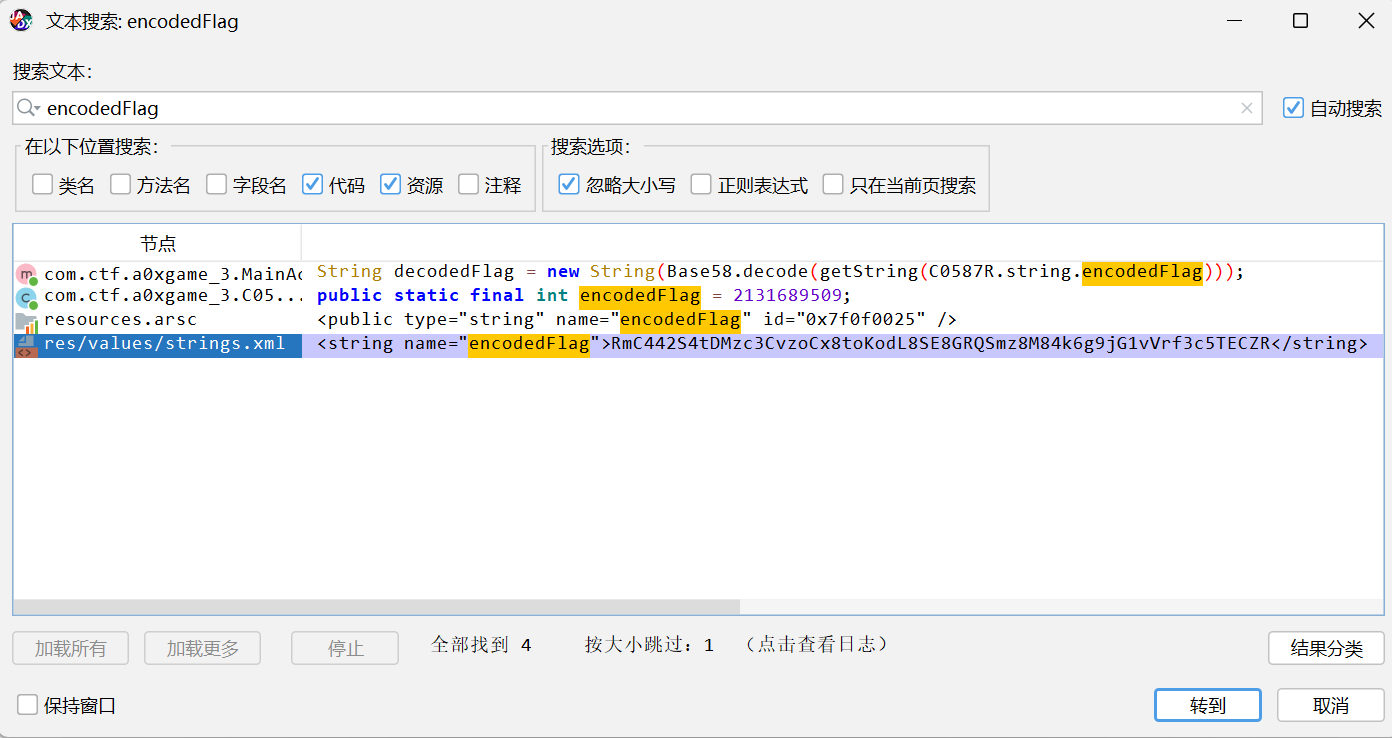 文本搜索: encodedFlag
搜索文本:
encodedFlag
自动搜索
在以下位置搜索:
搜索选项:
类名 方法名 字段名 代码 资源 注释
忽略大小写 正则表达式 只在当前页搜索
节点
com.ctf.a0xgame_3.MainAc String decodedFlag = new String(Base58.decode(getString(C0587R.string.encodedFlag)));
com.ctf.a0xgame_3.C05... public static final int encodedFlag = 2131689509;
resources.arsc <public type="string" name="encodedFlag" id="0x7f0f0025" />
res/values/strings.xml <string name="encodedFlag">RmC442S4tDMzc3CvzoCx8toKodL8SE8GRQSmz8M84k6g9jG1vVrf3c5TECZR</string>
加载所有 加载更多 停止 全部找到 4 按大小跳过: 1 (点击查看日志) 结果分类
保持窗口 转到 取消